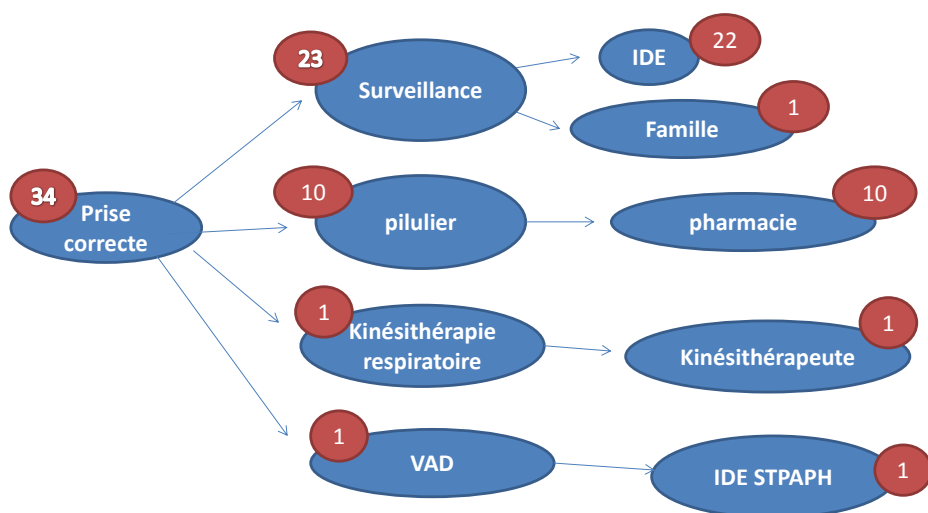 34
Prise
correcte
23
Surveillance
IDE
22
Famille
1
10
pilulier
pharmacie
10
1
Kinésithérapie
respiratoire
Kinésithérapeute
1
1
VAD
IDE STPAPH
1